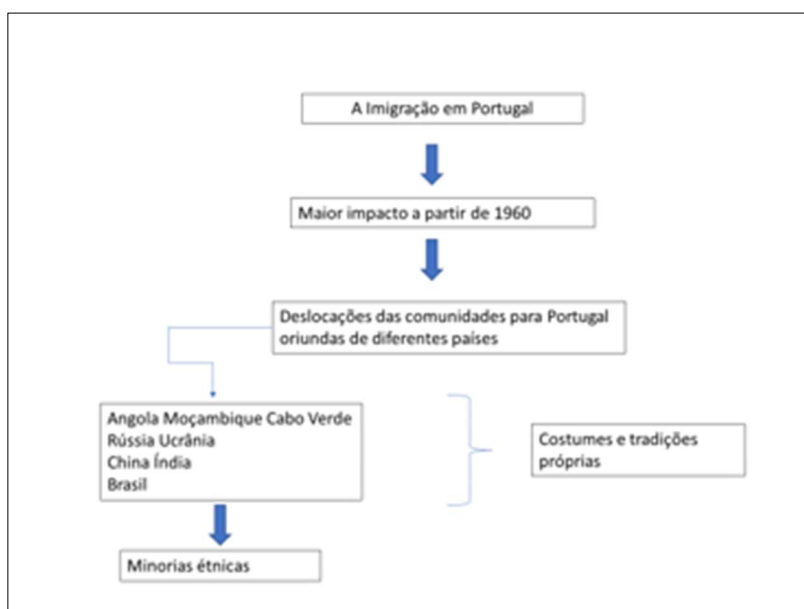 A Imigração em Portugal
Maior impacto a partir de 1960
Deslocações das comunidades para Portugal
oriundas de diferentes países
Angola Moçambique Cabo Verde
Rússia Ucrânia
China Índia
Brasil
Costumes e tradições
próprias
Minorias étnicas